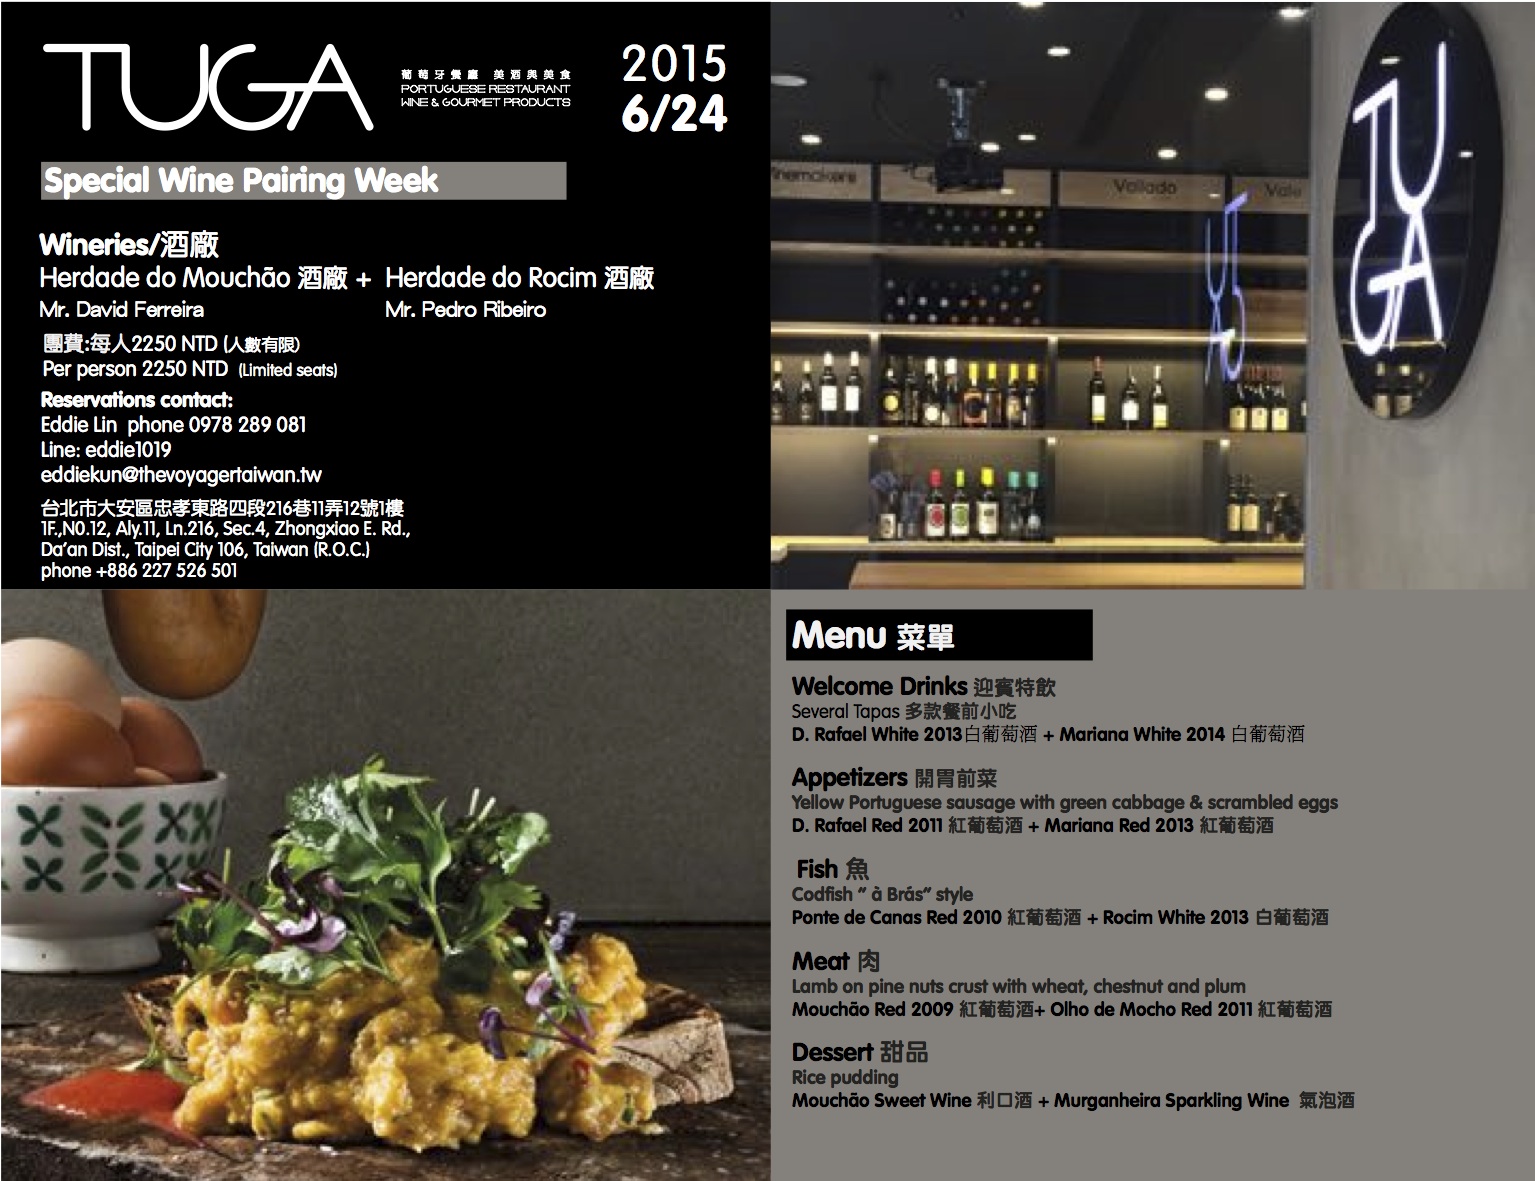 TUGA
葡萄牙餐廳 美酒與美食
PORTUGUESE RESTAURANT
WINE & GOURMET PRODUCTS
2015
6/24
Special Wine Pairing Week
Wineries/酒廠
Herdade do Mouchão 酒廠 + Herdade do Rocim 酒廠
Mr. David Ferreira Mr. Pedro Ribeiro
團費:每人2250 NTD (人數有限)
Per person 2250 NTD (Limited seats)
Reservations contact:
Eddie Lin phone 0978 289 081
Line: eddie1019
eddiekun@thevoyagertaiwan.tw
台北市大安區忠孝東路四段216巷11弄12號1樓
1F.,N0.12, Aly.11, Ln.216, Sec.4, Zhongxiao E. Rd.,
Da'an Dist., Taipei City 106, Taiwan (R.O.C.)
phone +886 227 526 501
Vallado
Vale
TUGA
Menu 菜單
Welcome Drinks 迎賓特飲
Several Tapas 多款餐前小吃
D. Rafael White 2013白葡萄酒 + Mariana White 2014 白葡萄酒
Appetizers 開胃前菜
Yellow Portuguese sausage with green cabbage & scrambled eggs
D. Rafael Red 2011 紅葡萄酒 + Mariana Red 2013 紅葡萄酒
Fish 魚
Codfish " à Brás" style
Ponte de Canas Red 2010 紅葡萄酒 + Rocim White 2013 白葡萄酒
Meat 肉
Lamb on pine nuts crust with wheat, chestnut and plum
Mouchão Red 2009 紅葡萄酒+ Olho de Mocho Red 2011 紅葡萄酒
Dessert 甜品
Rice pudding
Mouchão Sweet Wine 利口酒 + Murganheira Sparkling Wine 氣泡酒